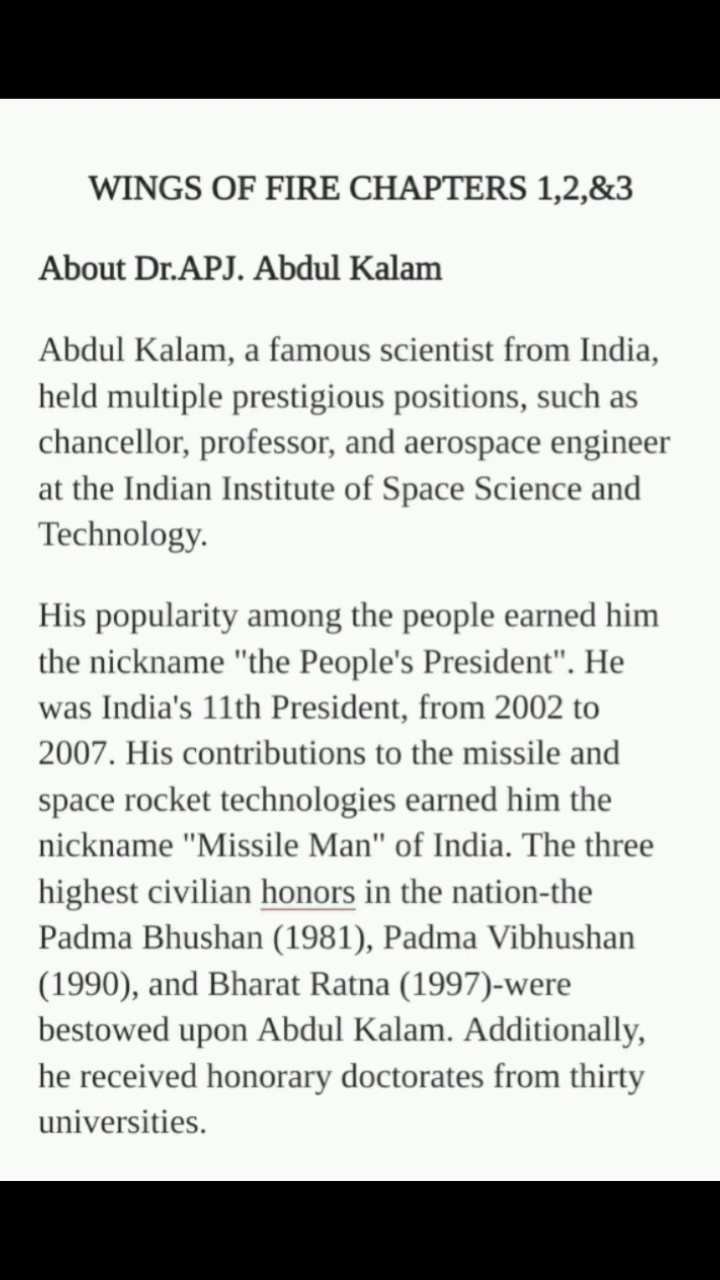 WINGS OF FIRE CHAPTERS 1,2,&3
About Dr.APJ. Abdul Kalam
Abdul Kalam, a famous scientist from India,
held multiple prestigious positions, such as
chancellor, professor, and aerospace engineer
at the Indian Institute of Space Science and
Technology.
His popularity among the people earned him
the nickname "the People's President". He
was India's 11th President, from 2002 to
2007. His contributions to the missile and
space rocket technologies earned him the
nickname "Missile Man" of India. The three
highest civilian honors in the nation-the
Padma Bhushan (1981), Padma Vibhushan
(1990), and Bharat Ratna (1997)-were
bestowed upon Abdul Kalam. Additionally,
he received honorary doctorates from thirty
universities.